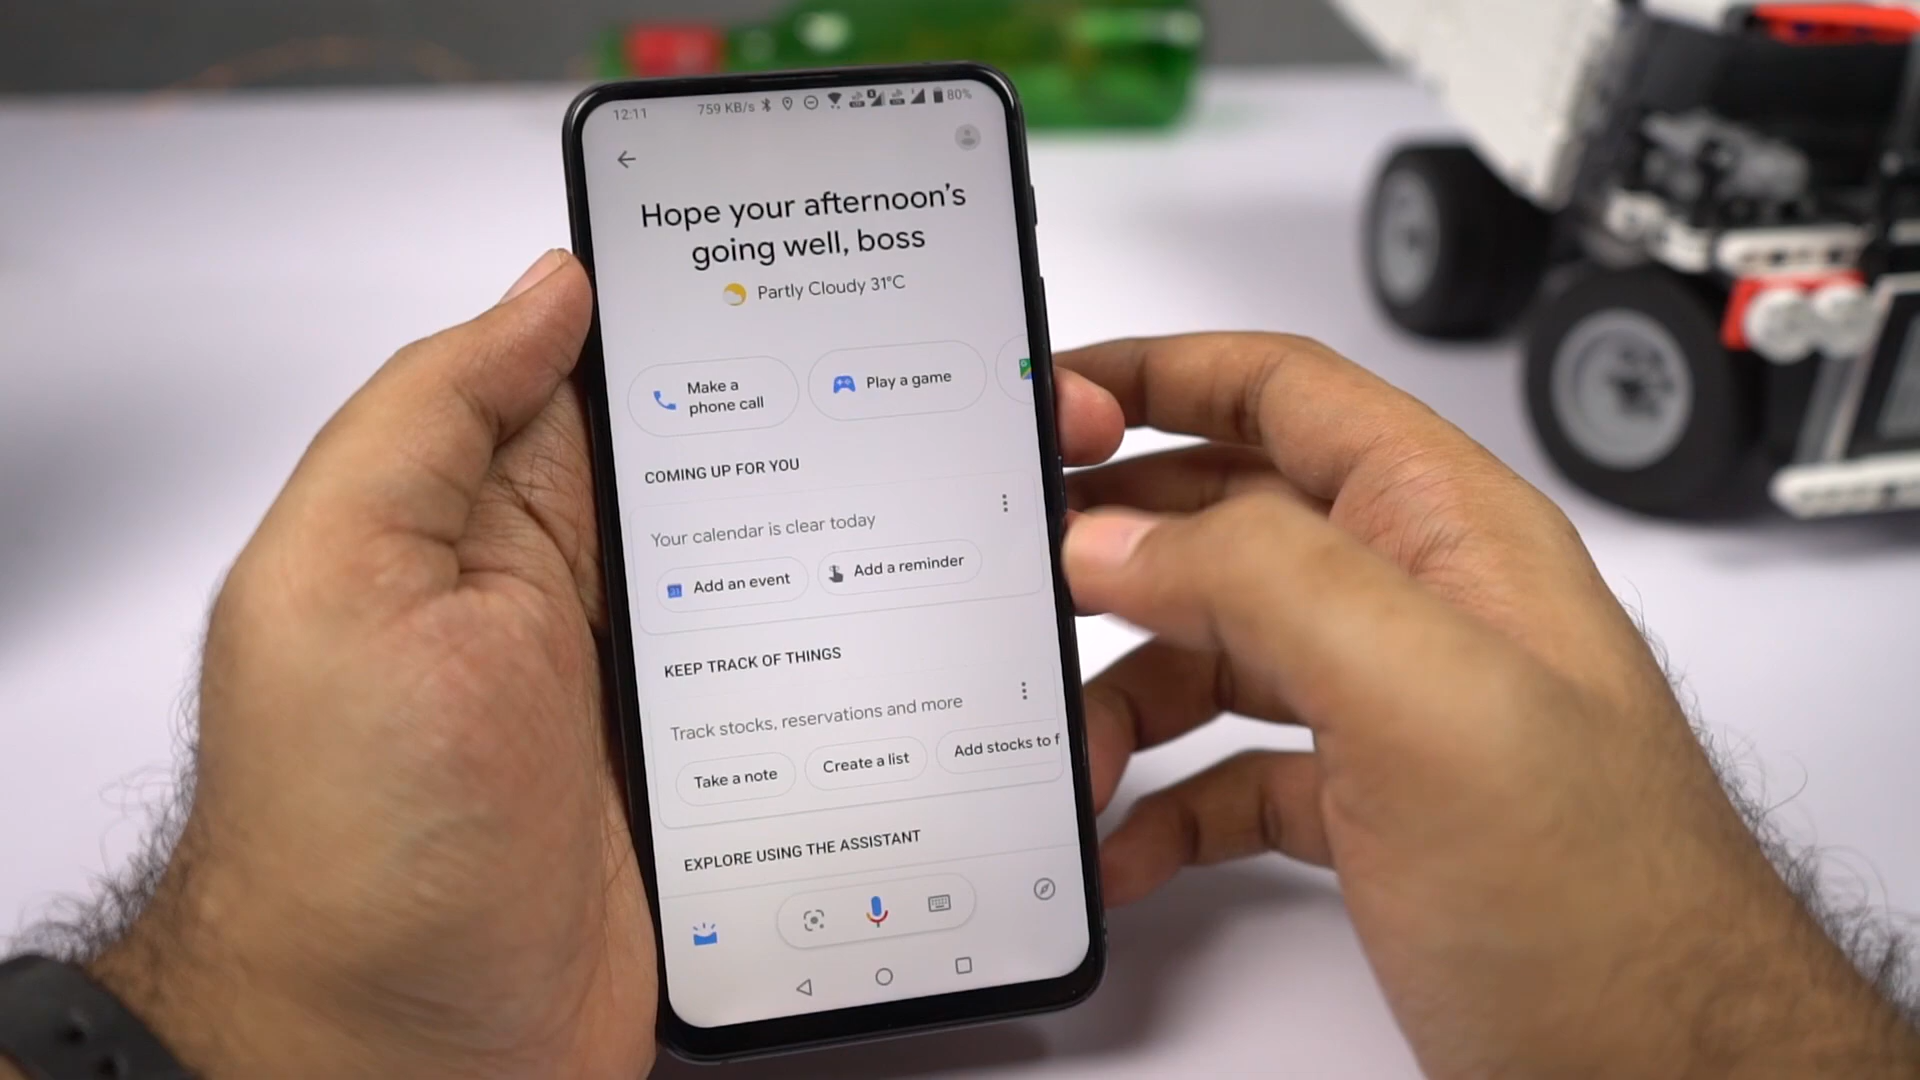 12:11 759 KB/s 80%
Hope your afternoon's
going well, boss
Partly Cloudy 31°C
Make a
phone call
Play a game
COMING UP FOR YOU
Your calendar is clear today
Add an event
Add a reminder
KEEP TRACK OF THINGS
Track stocks, reservations and more
Take a note
Create a list
Add stocks to f
EXPLORE USING THE ASSISTANT